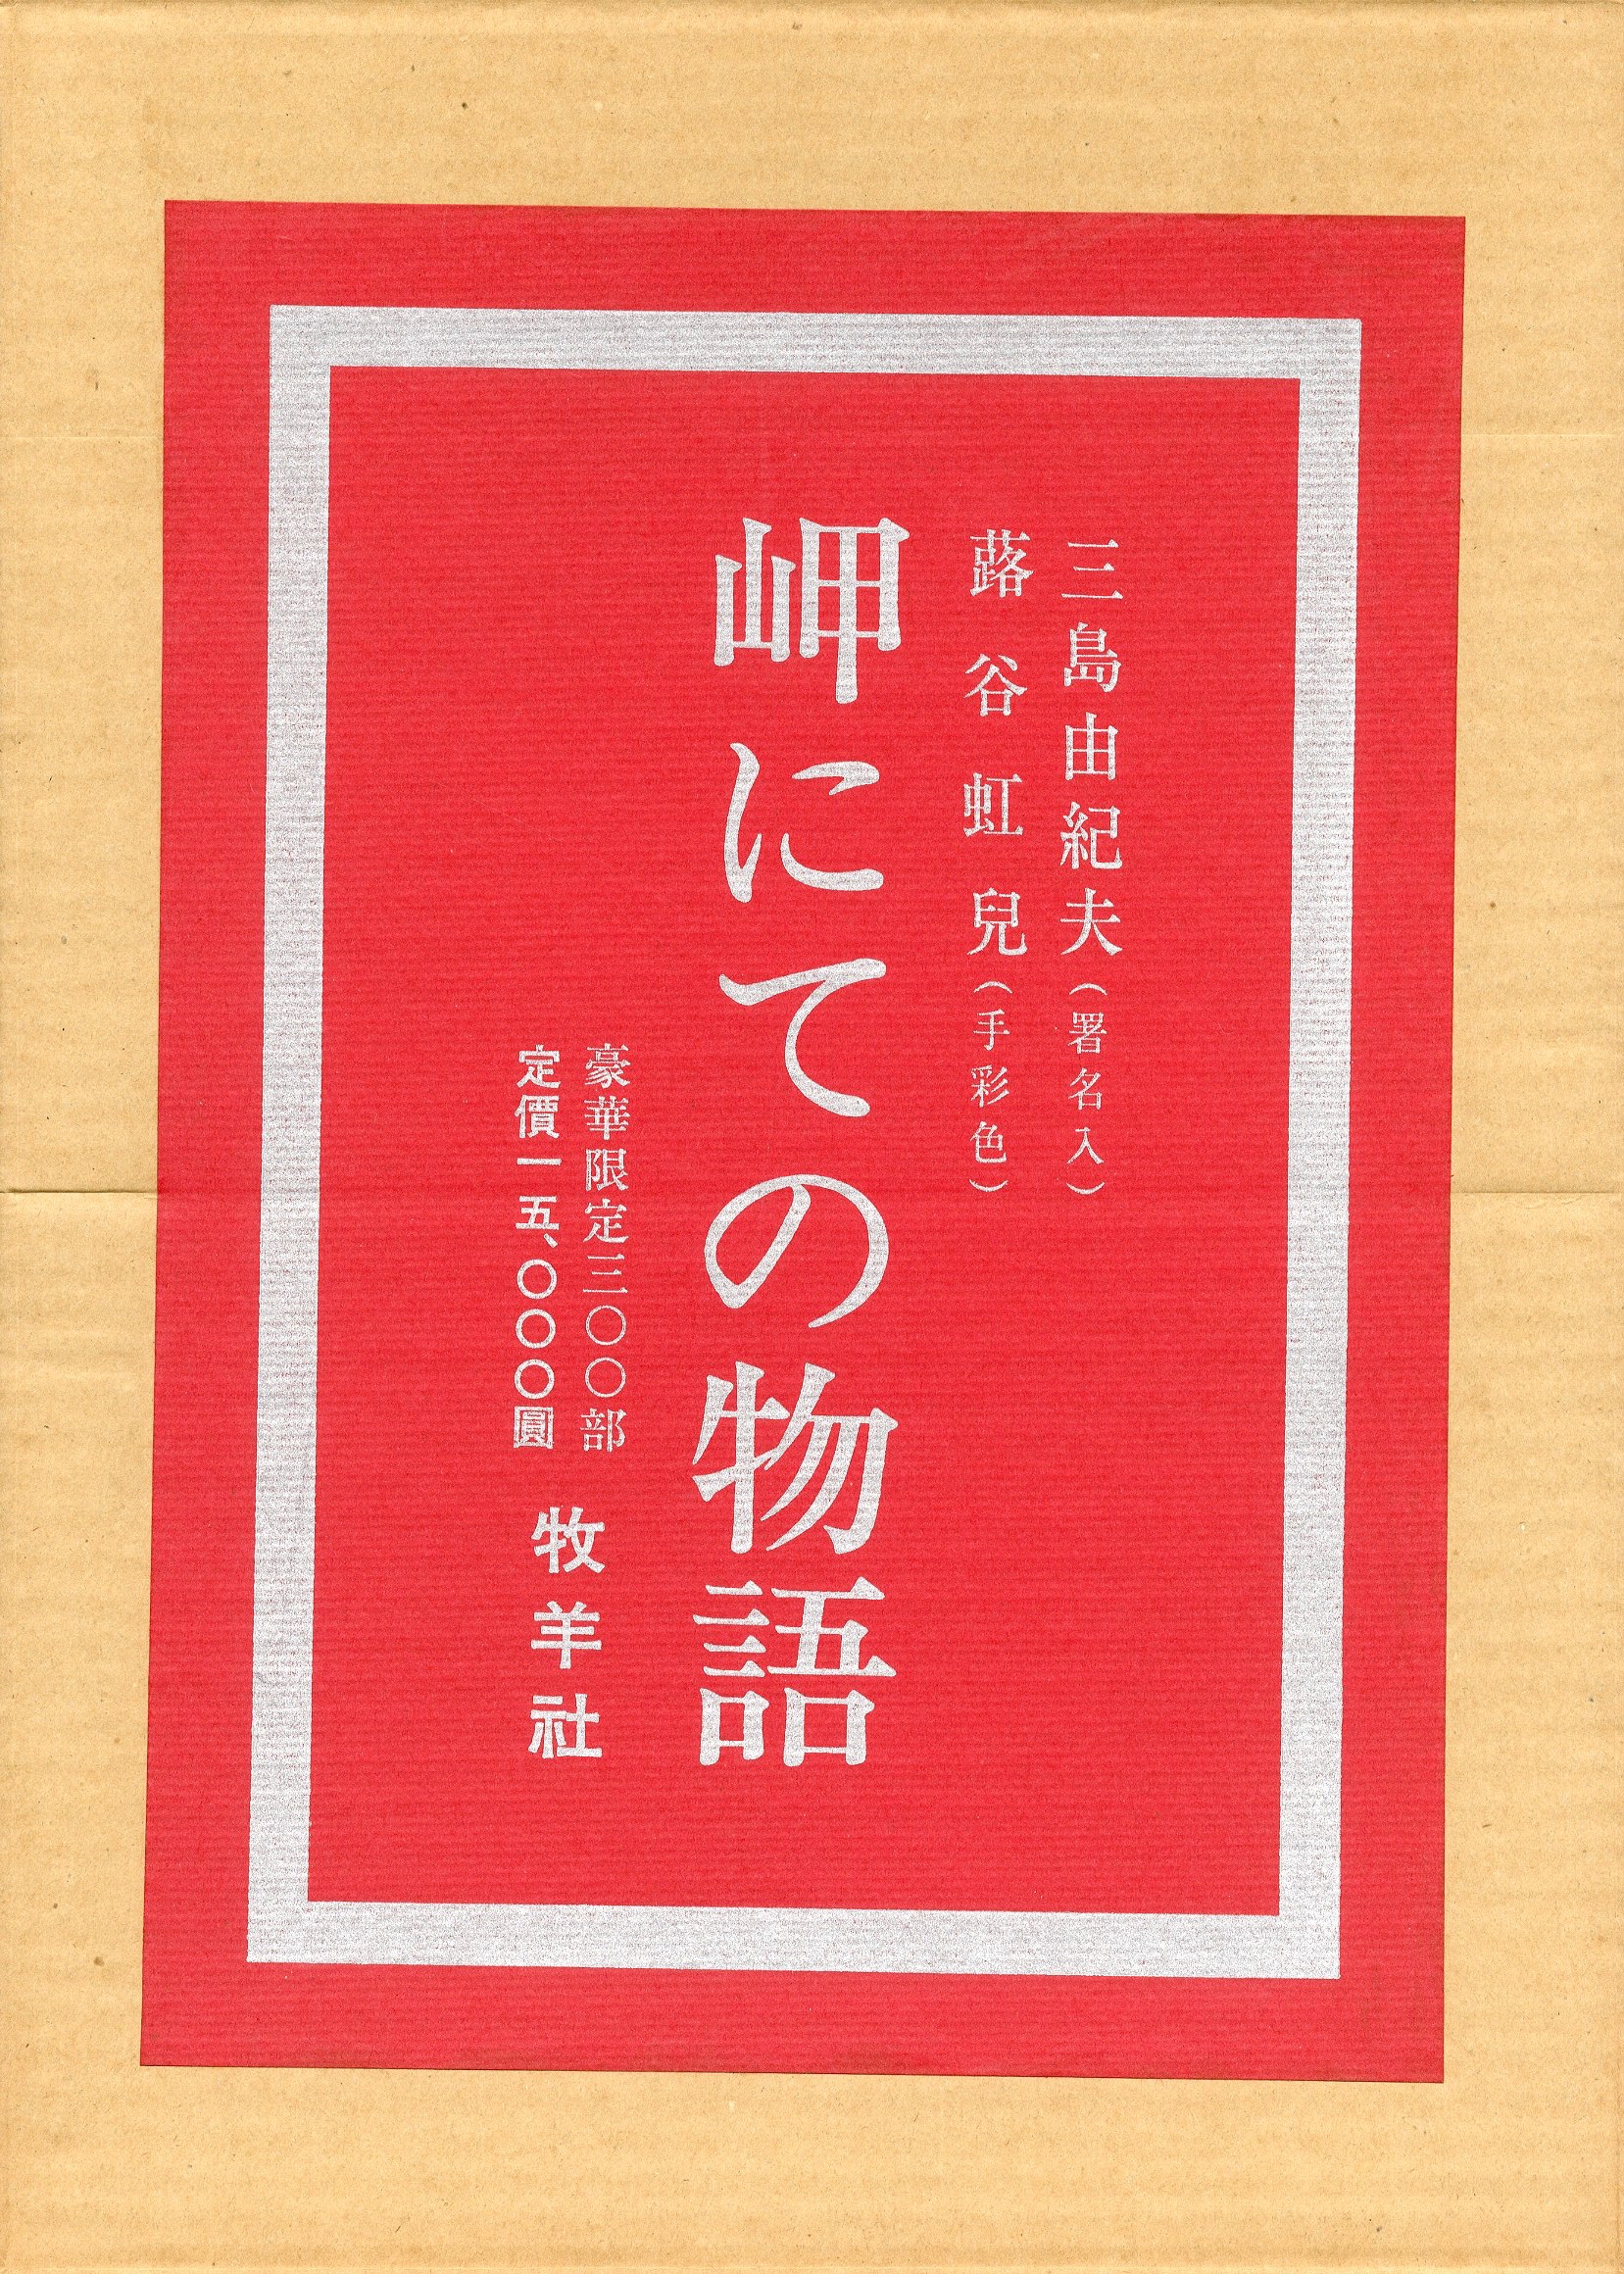 三島由紀夫(署名入)
蕗谷虹兒(手彩色)
岬にての物語
豪華限定三〇〇部
定價一五、〇〇〇圓
牧羊社